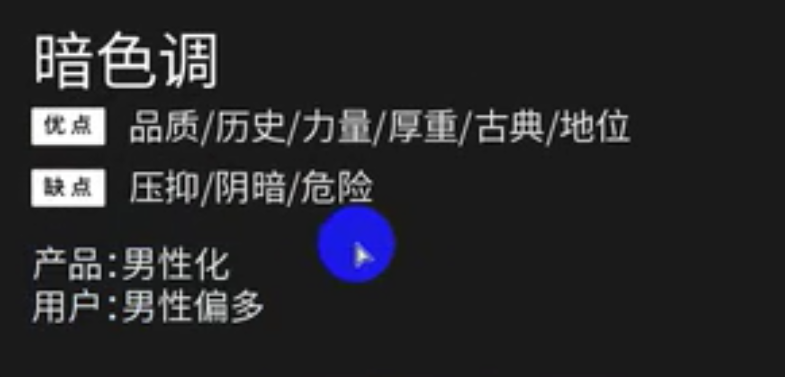 暗色调
优点 品质/历史/力量/厚重/古典/地位
缺点 压抑/阴暗/危险
产品:男性化
用户:男性偏多